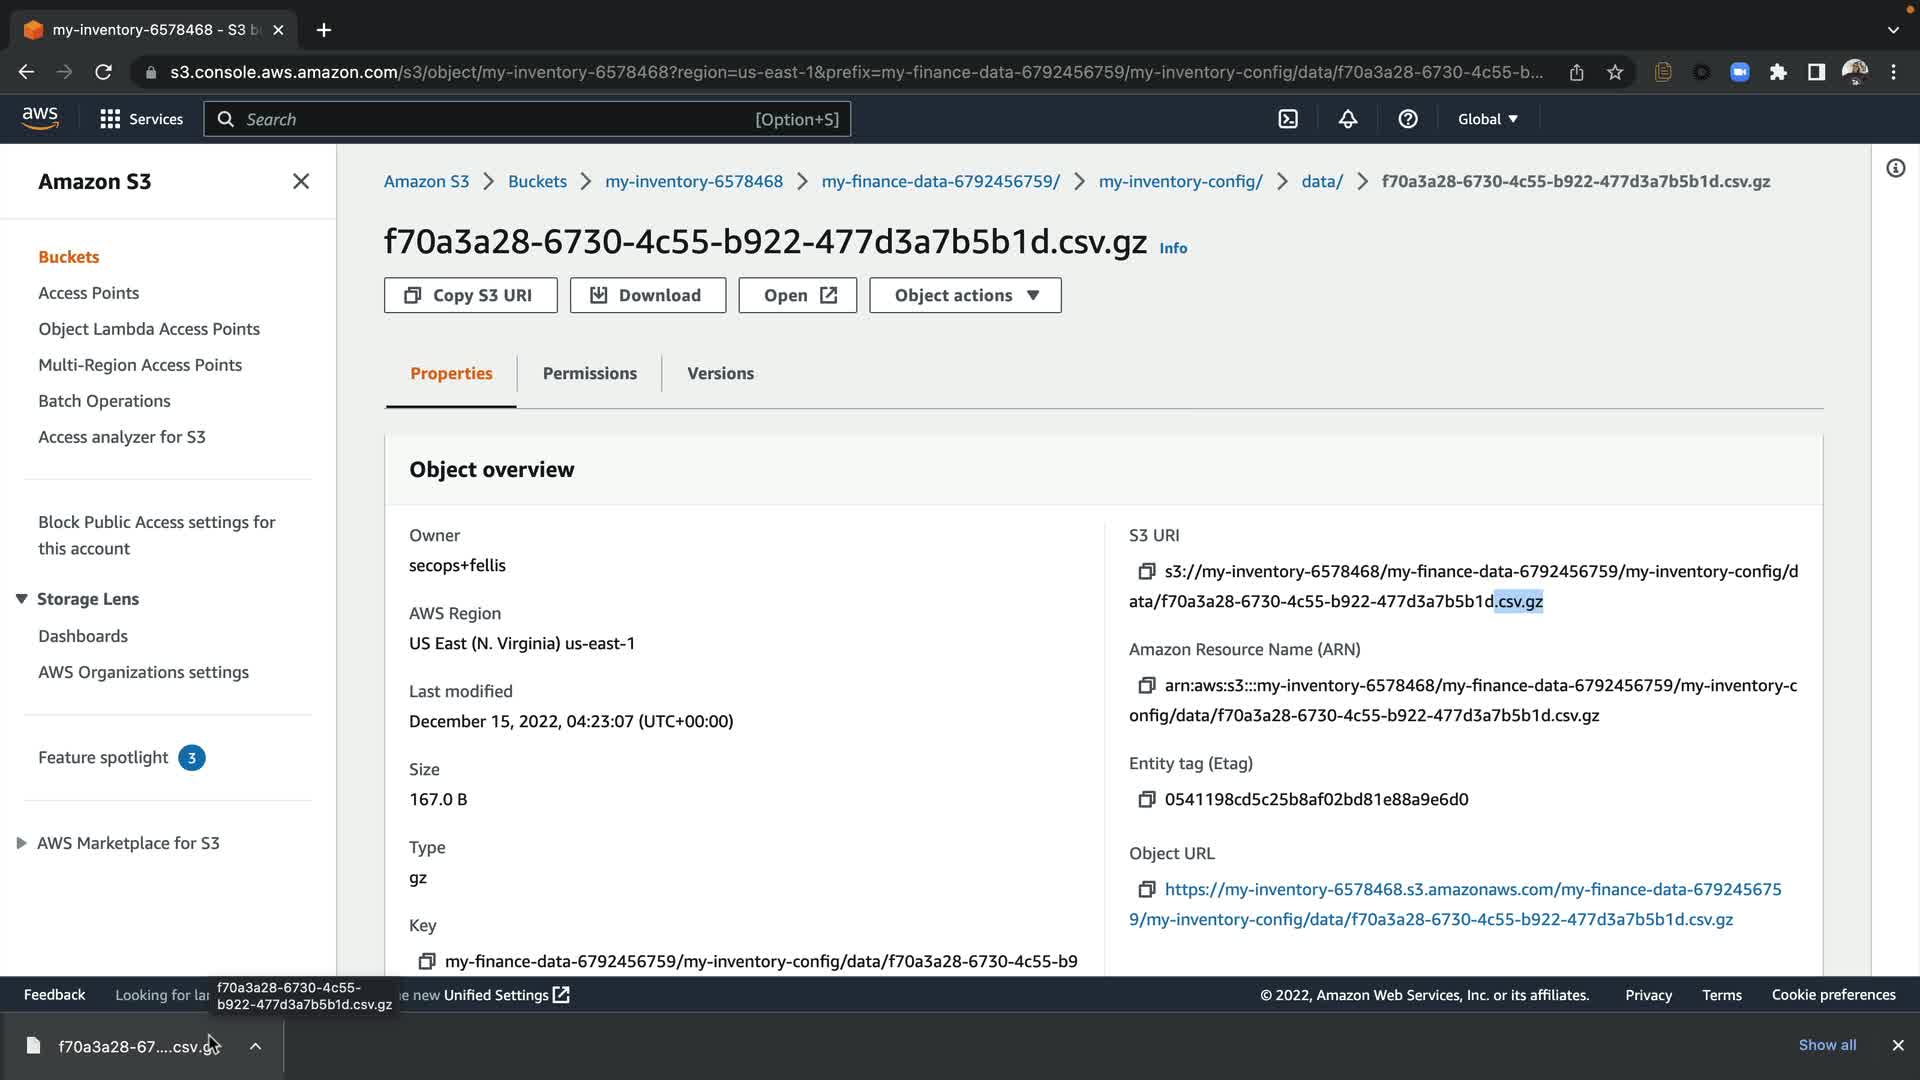 my-inventory-6578468 - S3 b
s3.console.aws.amazon.com/s3/object/my-inventory-6578468?region=us-east-1&prefix=my-finance-data-6792456759/my-inventory-config/data/f70a3a28-6730-4c55-b...
aws
Services
Search
[Option+S]
Global
Amazon S3
Buckets
Access Points
Object Lambda Access Points
Multi-Region Access Points
Batch Operations
Access analyzer for S3
Block Public Access settings for
this account
Storage Lens
Dashboards
AWS Organizations settings
Feature spotlight 3
AWS Marketplace for S3
Amazon S3 > Buckets > my-inventory-6578468 > my-finance-data-6792456759/ > my-inventory-config/ > data/ > f70a3a28-6730-4c55-b922-477d3a7b5b1d.csv.gz
f70a3a28-6730-4c55-b922-477d3a7b5b1d.csv.gz Info
Copy S3 URI
Download
Open
Object actions
Properties
Permissions
Versions
Object overview
Owner
secops+fellis
AWS Region
US East (N. Virginia) us-east-1
Last modified
December 15, 2022, 04:23:07 (UTC+00:00)
Size
167.0 B
Type
gz
Key
my-finance-data-6792456759/my-inventory-config/data/f70a3a28-6730-4c55-b9
S3 URI
s3://my-inventory-6578468/my-finance-data-6792456759/my-inventory-config/d
ata/f70a3a28-6730-4c55-b922-477d3a7b5b1d.csv.gz
Amazon Resource Name (ARN)
arn:aws:s3:::my-inventory-6578468/my-finance-data-6792456759/my-inventory-c
onfig/data/f70a3a28-6730-4c55-b922-477d3a7b5b1d.csv.gz
Entity tag (Etag)
0541198cd5c25b8af02bd81e88a9e6d0
Object URL
https://my-inventory-6578468.s3.amazonaws.com/my-finance-data-679245675
9/my-inventory-config/data/f70a3a28-6730-4c55-b922-477d3a7b5b1d.csv.gz
Feedback
Looking for
new Unified Settings
f70a3a28-6730-4c55-
b922-477d3a7b5b1d.csv.gz
© 2022, Amazon Web Services, Inc. or its affiliates.
Privacy
Terms
Cookie preferences
f70a3a28-67....csv.g
Show all